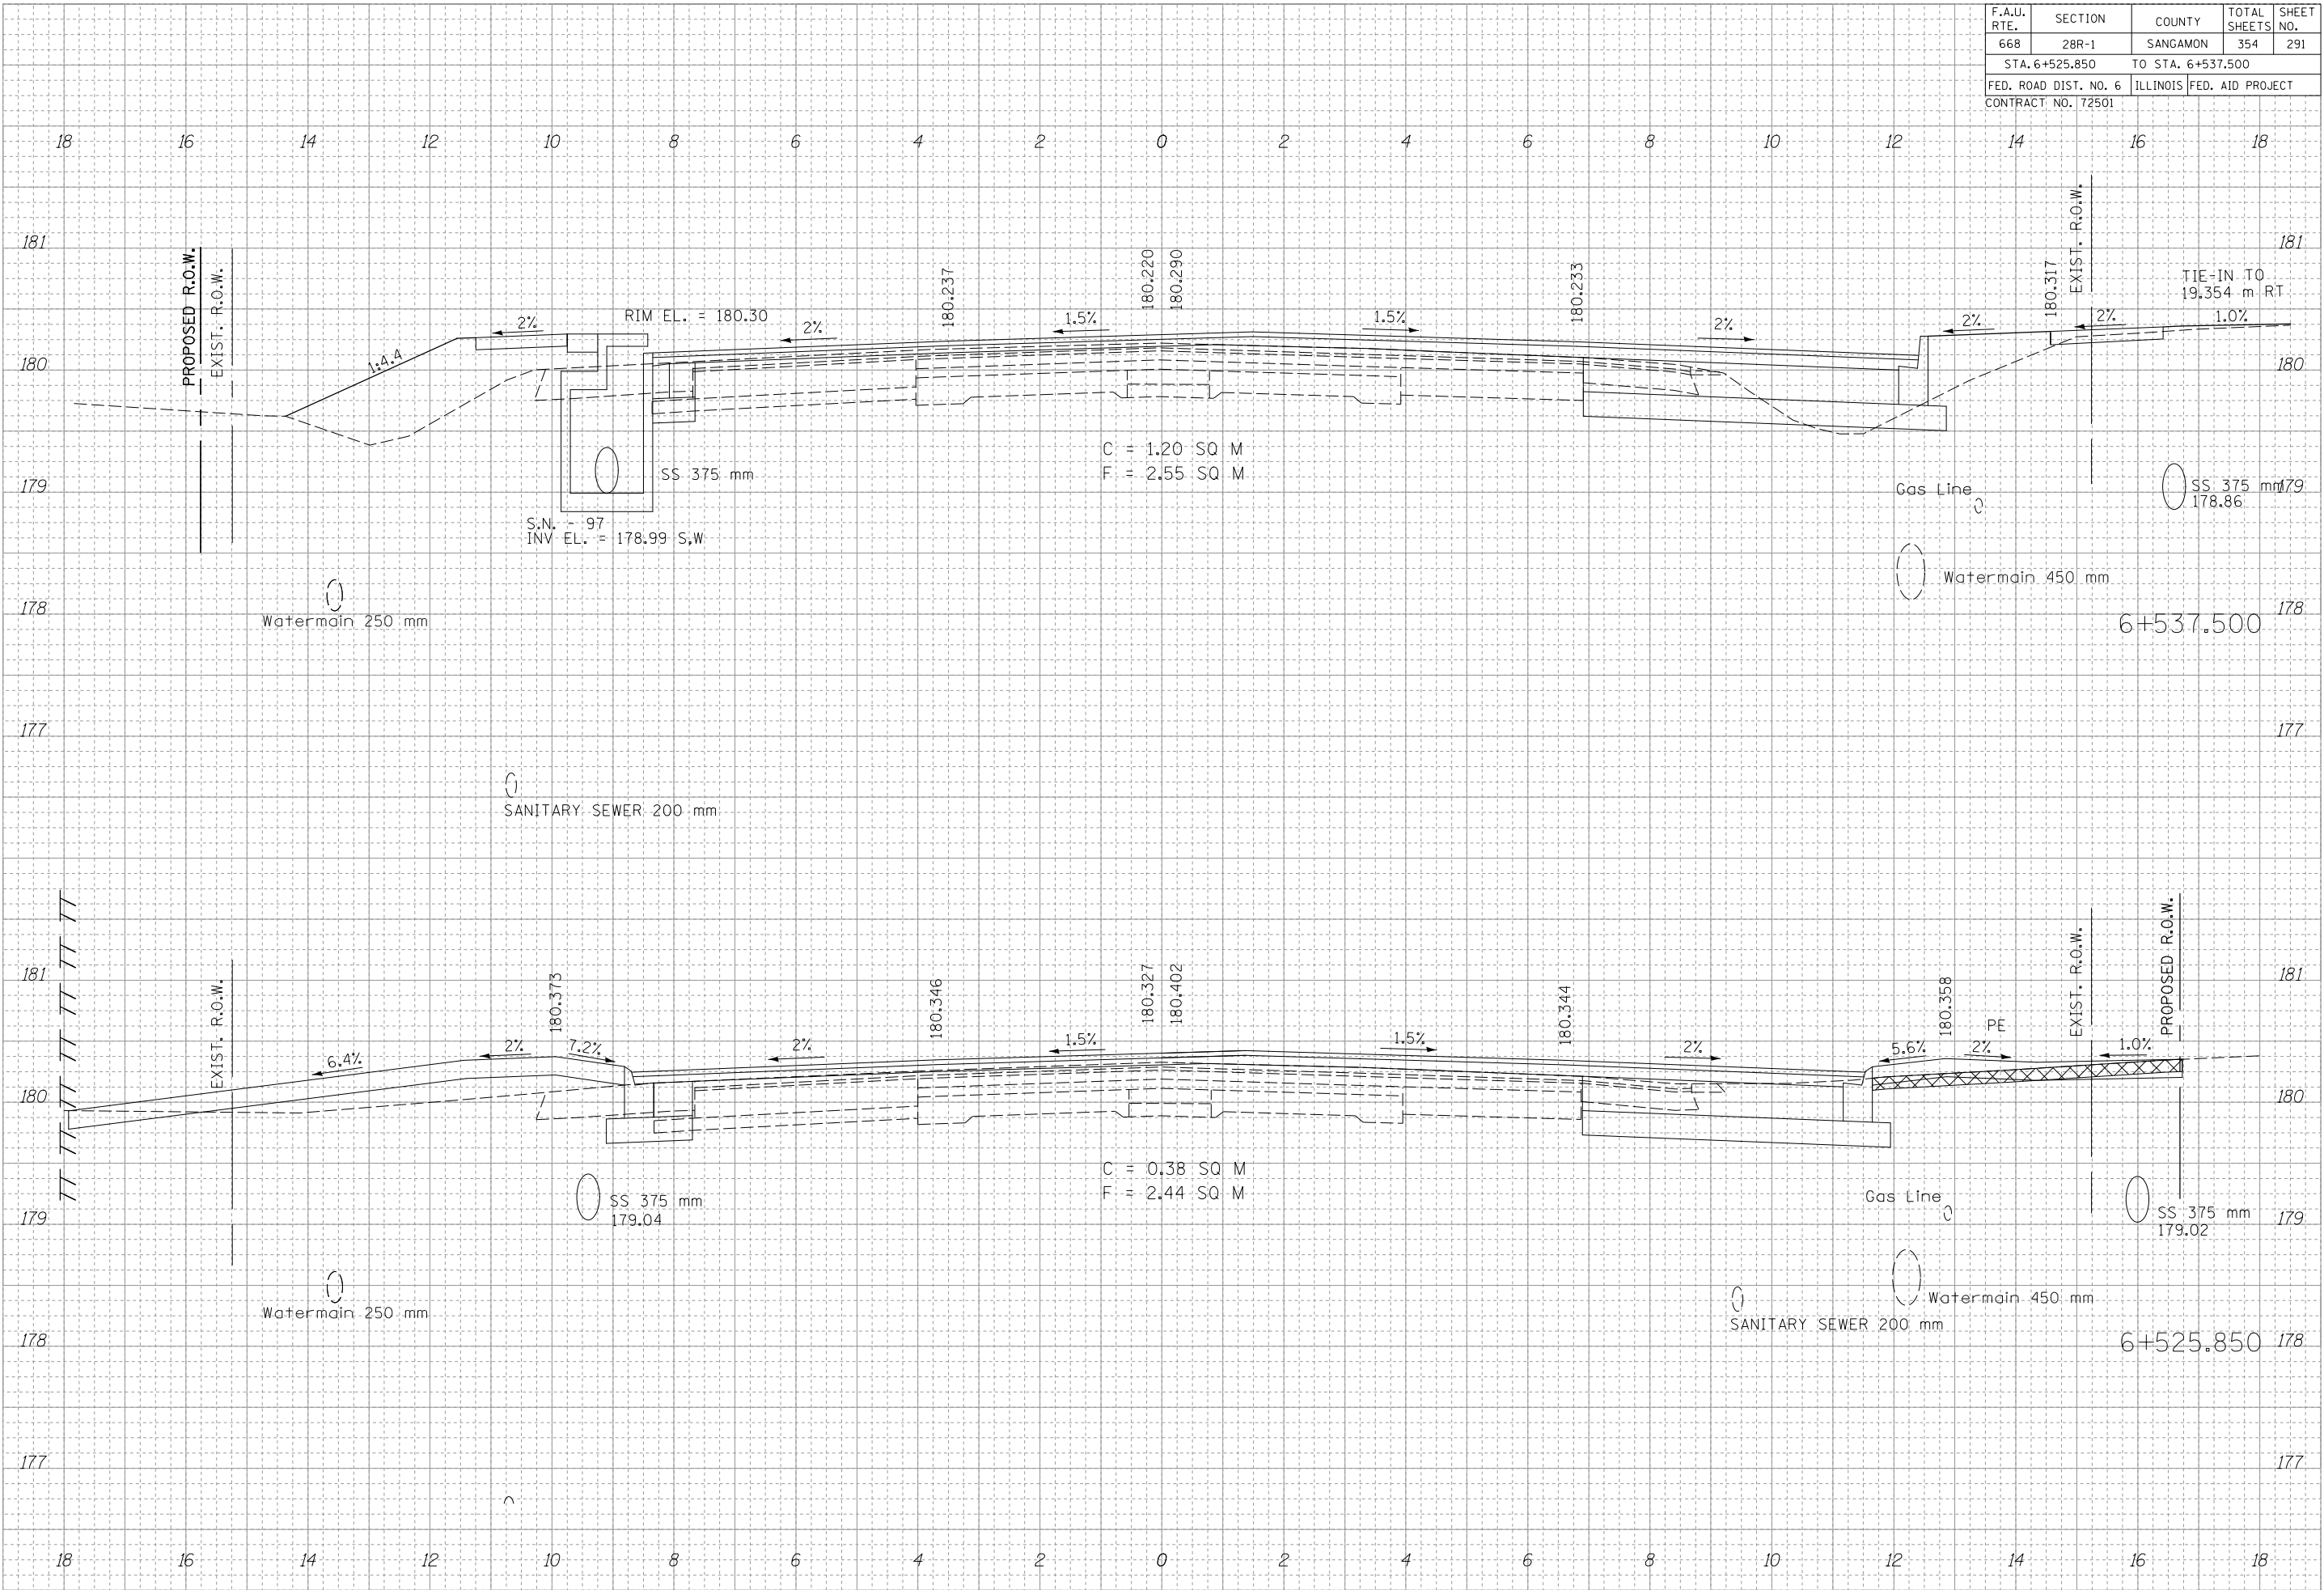 F.A.U. RTE. SECTION COUNTY TOTAL SHEETS SHEET NO.
668 28R-1 SANGAMON 354 291
STA. 6+525.850 TO STA. 6+537.500
FED. ROAD DIST. NO. 6 ILLINOIS FED. AID PROJECT
CONTRACT NO. 72501
18 16 14 12 10 8 6 4 2 0 2 4 6 8 10 12 14 16 18
181 181
PROPOSED R.O.W.
EXIST. R.O.W.
1:4.4
2%
RIM EL. = 180.30
2%
180.237
1.5%
180.220
180.290
1.5%
180.233
2%
2%
180.317
EXIST. R.O.W.
2%
TIE-IN TO
19.354 m RT
1.0%
180 180
SS 375 mm
C = 1.20 SQ M
F = 2.55 SQ M
Gas Line
SS 375 mm
178.86
179 179
S.N. - 97
INV EL. = 178.99 S,W
Watermain 450 mm
178 178
Watermain 250 mm
6+537.500
177 177
SANITARY SEWER 200 mm
181 181
EXIST. R.O.W.
6.4%
2%
180.373
7.2%
2%
180.346
1.5%
180.327
180.402
1.5%
180.344
2%
5.6%
180.358
2%
PE
EXIST. R.O.W.
1.0%
PROPOSED R.O.W.
180 180
C = 0.38 SQ M
F = 2.44 SQ M
SS 375 mm
179.04
Gas Line
SS 375 mm
179.02
179 179
Watermain 250 mm
Watermain 450 mm
SANITARY SEWER 200 mm
178 178
6+525.850
177 177
18 16 14 12 10 8 6 4 2 0 2 4 6 8 10 12 14 16 18